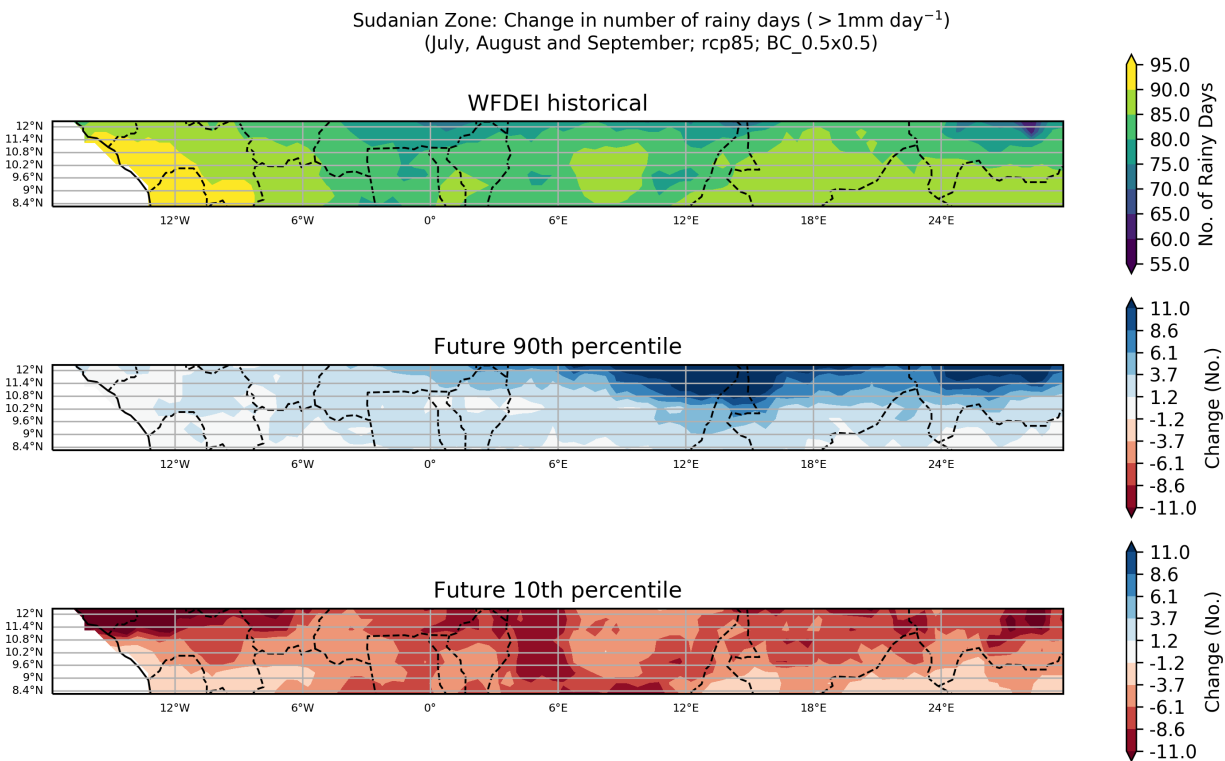 Sudanian Zone: Change in number of rainy days ( > 1mm day⁻¹)
(July, August and September; rcp85; BC_0.5x0.5)
WFDEI historical
12°N
11.4°N
10.8°N
10.2°N
9.6°N
9°N
8.4°N
12°W 6°W 0° 6°E 12°E 18°E 24°E
95.0
90.0
85.0
80.0
75.0
70.0
65.0
60.0
55.0
No. of Rainy Days
Future 90th percentile
12°N
11.4°N
10.8°N
10.2°N
9.6°N
9°N
8.4°N
12°W 6°W 0° 6°E 12°E 18°E 24°E
11.0
8.6
6.1
3.7
1.2
-1.2
-3.7
-6.1
-8.6
-11.0
Change (No.)
Future 10th percentile
12°N
11.4°N
10.8°N
10.2°N
9.6°N
9°N
8.4°N
12°W 6°W 0° 6°E 12°E 18°E 24°E
11.0
8.6
6.1
3.7
1.2
-1.2
-3.7
-6.1
-8.6
-11.0
Change (No.)